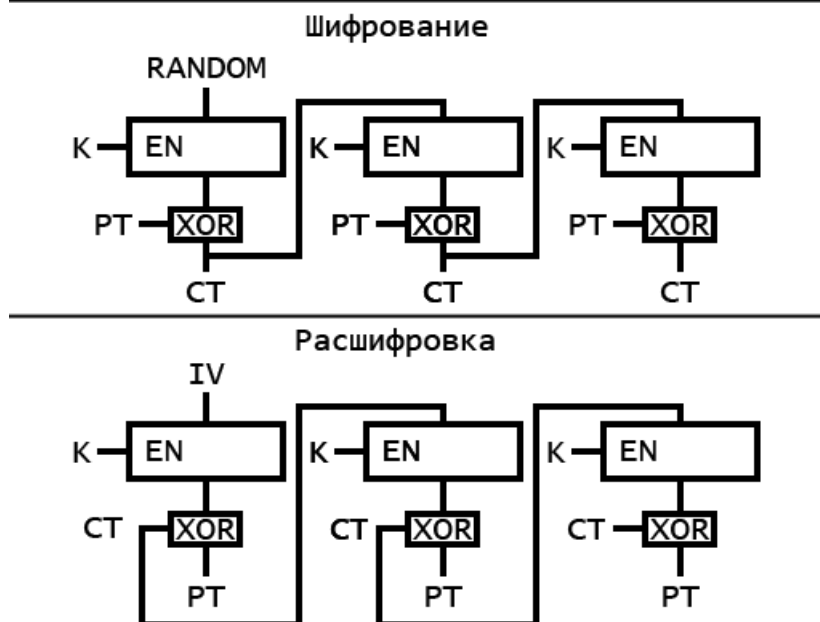 Шифрование
RANDOM
K EN K EN K EN
PT XOR PT XOR PT XOR
CT CT CT
Расшифровка
IV
K EN K EN K EN
CT XOR CT XOR CT XOR
PT PT PT